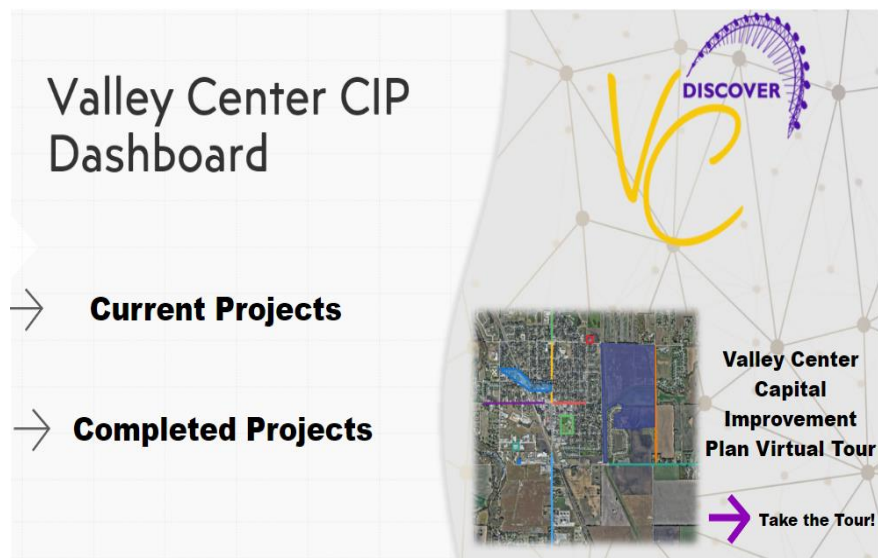 Valley Center CIP
Dashboard
DISCOVER
VC
Current Projects
Completed Projects
Valley Center
Capital
Improvement
Plan Virtual Tour
Take the Tour!